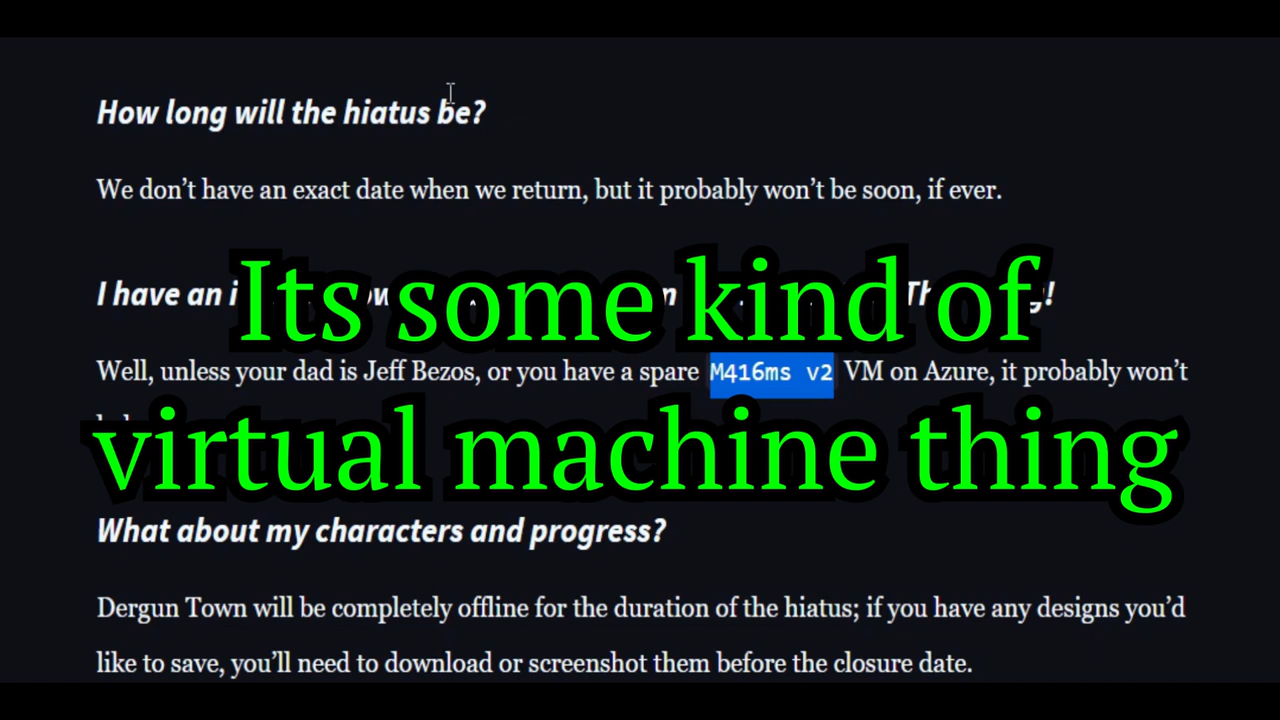 How long will the hiatus be?
We don’t have an exact date when we return, but it probably won’t be soon, if ever.
I have an
Its some kind of
Well, unless your dad is Jeff Bezos, or you have a spare M416ms v2 VM on Azure, it probably won’t
virtual machine thing
What about my characters and progress?
Dergun Town will be completely offline for the duration of the hiatus; if you have any designs you’d
like to save, you’ll need to download or screenshot them before the closure date.